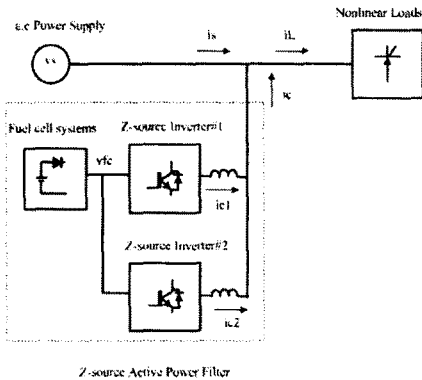 a.c Power Supply
Nonlinear Loads
is
iL
vs
ic
Fuel cell systems
Z-source Inverter#1
vfc
ic1
Z-source Inverter#2
ic2
Z-source Active Power Filter